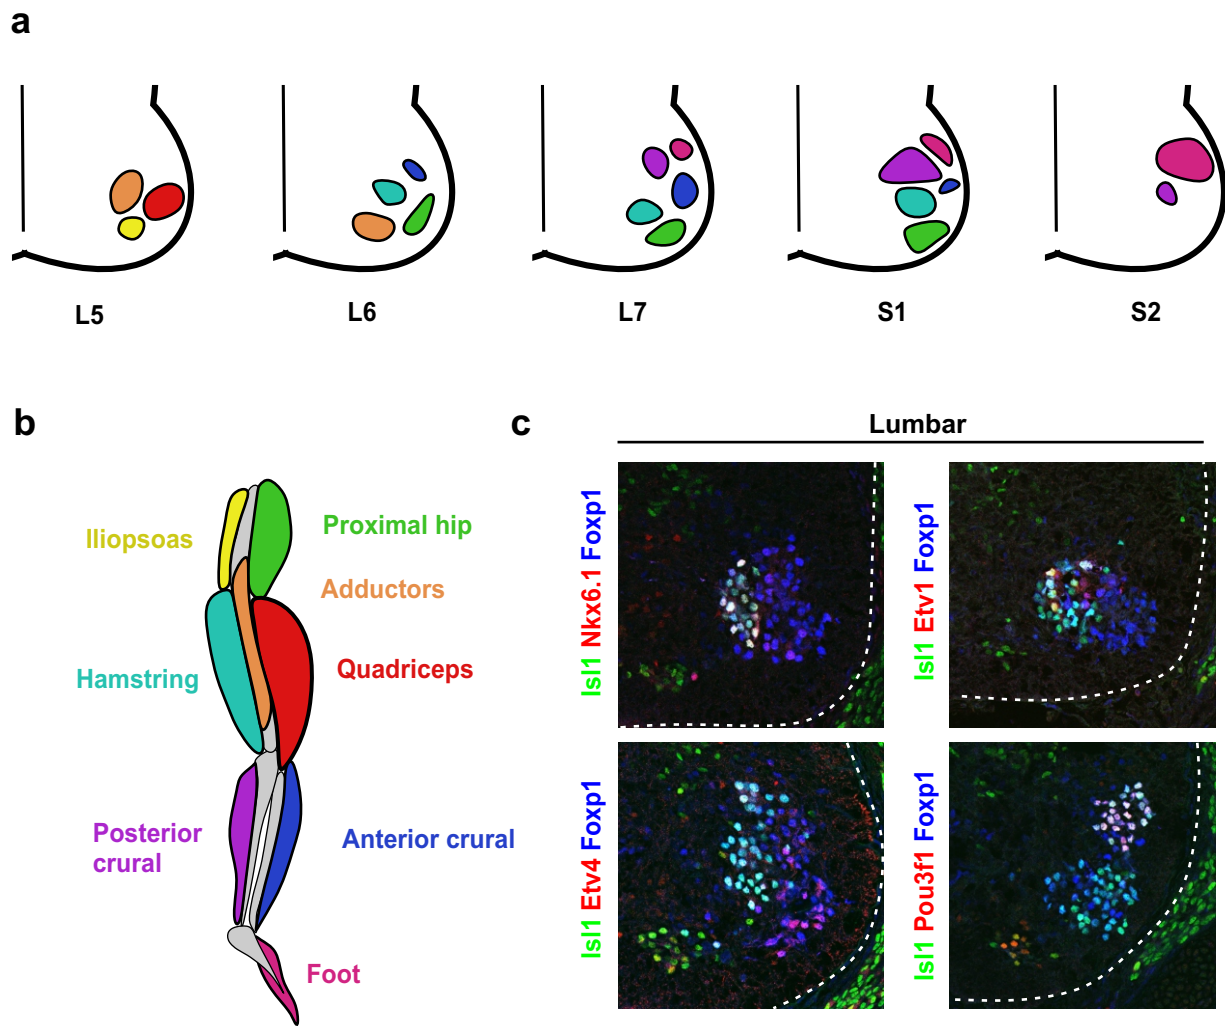 a
L5
L6
L7
S1
S2
b
Iliopsoas
Proximal hip
Adductors
Hamstring
Quadriceps
Posterior
crural
Anterior crural
Foot
c
Lumbar
Isl1 Nkx6.1 Foxp1
Isl1 Etv1 Foxp1
Isl1 Etv4 Foxp1
Isl1 Pou3f1 Foxp1